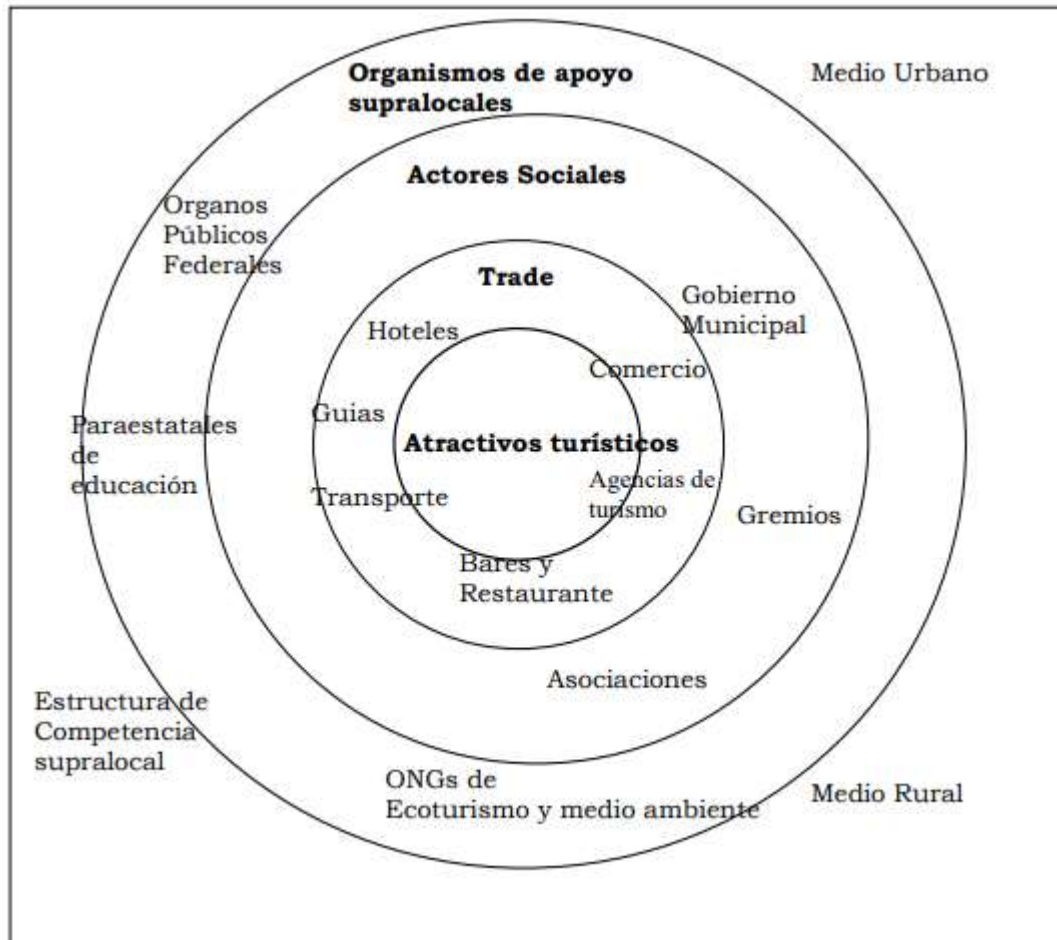 Organismos de apoyo
supralocales
Medio Urbano
Actores Sociales
Organos
Públicos
Federales
Trade
Gobierno
Municipal
Hoteles
Comercio
Guias
Paraestatales
de
educación
Atractivos turísticos
Agencias de
turismo
Transporte
Gremios
Bares y
Restaurante
Asociaciones
Estructura de
Competencia
supralocal
ONGs de
Ecoturismo y medio ambiente
Medio Rural